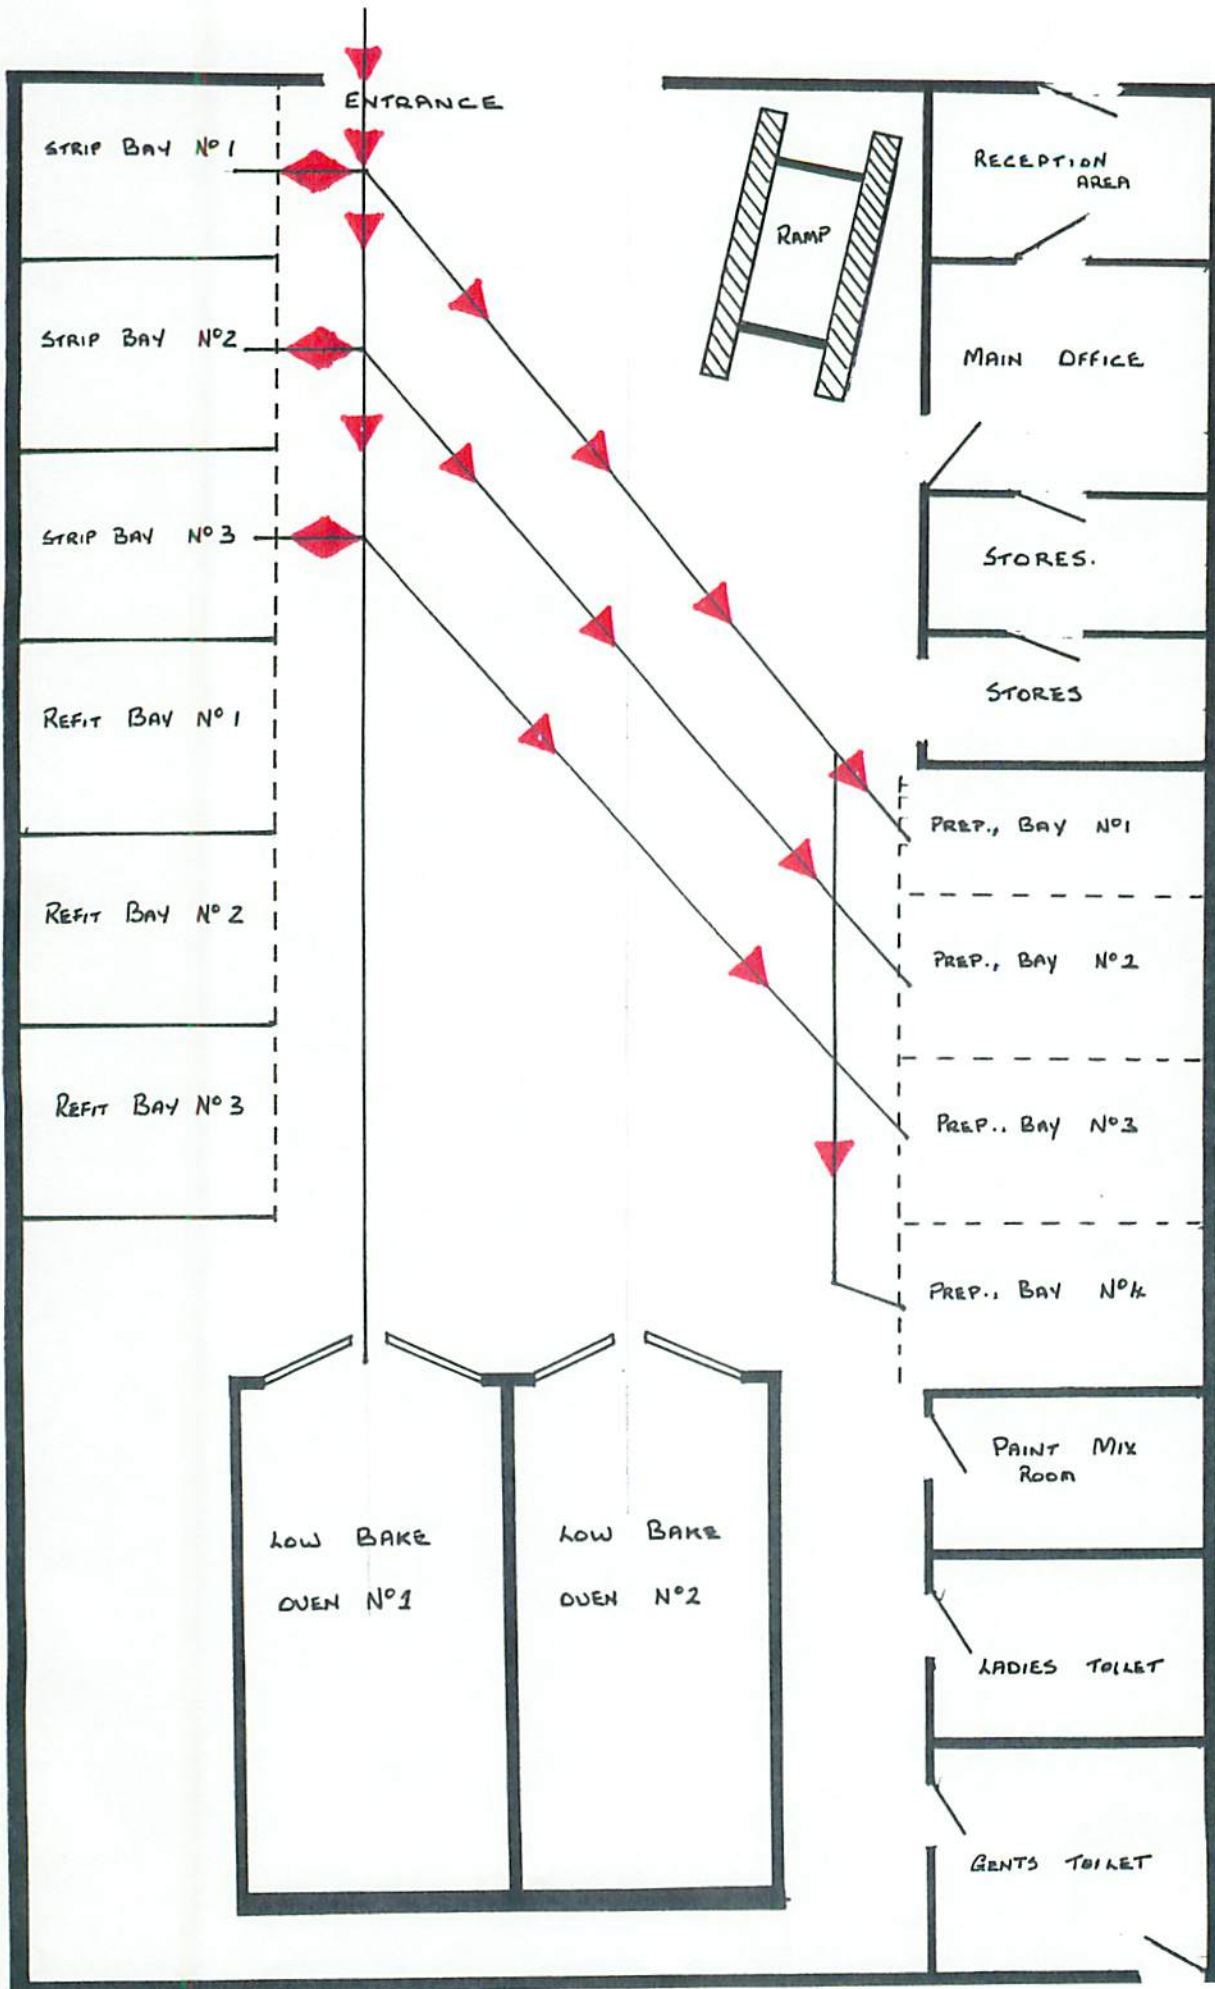 ENTRANCE
STRIP BAY Nº 1
STRIP BAY Nº2
STRIP BAY Nº 3
REFIT BAY Nº 1
REFIT BAY Nº 2
REFIT BAY Nº 3
RAMP
RECEPTION
AREA
MAIN OFFICE
STORES.
STORES
PREP., BAY Nº1
PREP., BAY Nº2
PREP.. BAY Nº3
PREP., BAY Nº4
LOW BAKE
OVEN Nº1
LOW BAKE
OVEN Nº2
PAINT MIX
ROOM
LADIES TOILET
GENTS TOILET